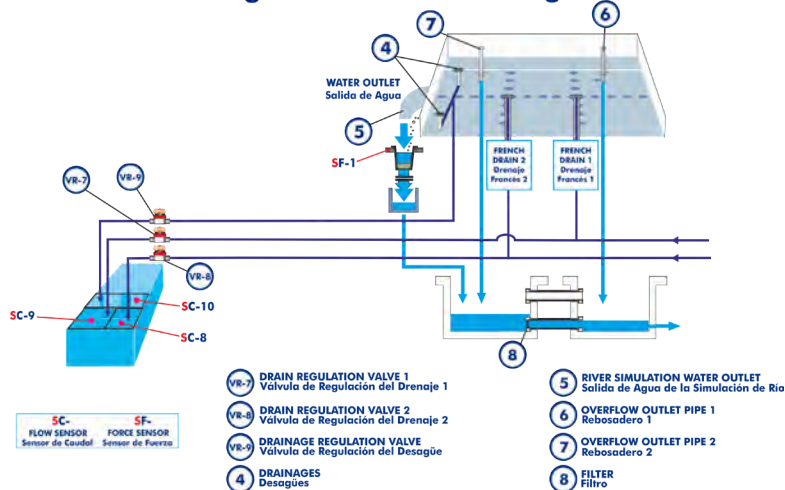 7
6
4
WATER OUTLET
Salida de Agua
5
SF-1
FRENCH
DRAIN 2
Drenaje
Francés 2
FRENCH
DRAIN 1
Drenaje
Francés 1
VR-7
VR-9
VR-8
SC-10
SC-9
SC-8
8
VR-7 DRAIN REGULATION VALVE 1
Válvula de Regulación del Drenaje 1
VR-8 DRAIN REGULATION VALVE 2
Válvula de Regulación del Drenaje 2
VR-9 DRAINAGE REGULATION VALVE
Válvula de Regulación del Desagüe
4 DRAINAGES
Desagües
5 RIVER SIMULATION WATER OUTLET
Salida de Agua de la Simulación de Río
6 OVERFLOW OUTLET PIPE 1
Rebosadero 1
7 OVERFLOW OUTLET PIPE 2
Rebosadero 2
8 FILTER
Filtro
SC-
FLOW SENSOR
Sensor de Caudal
SF-
FORCE SENSOR
Sensor de Fuerza